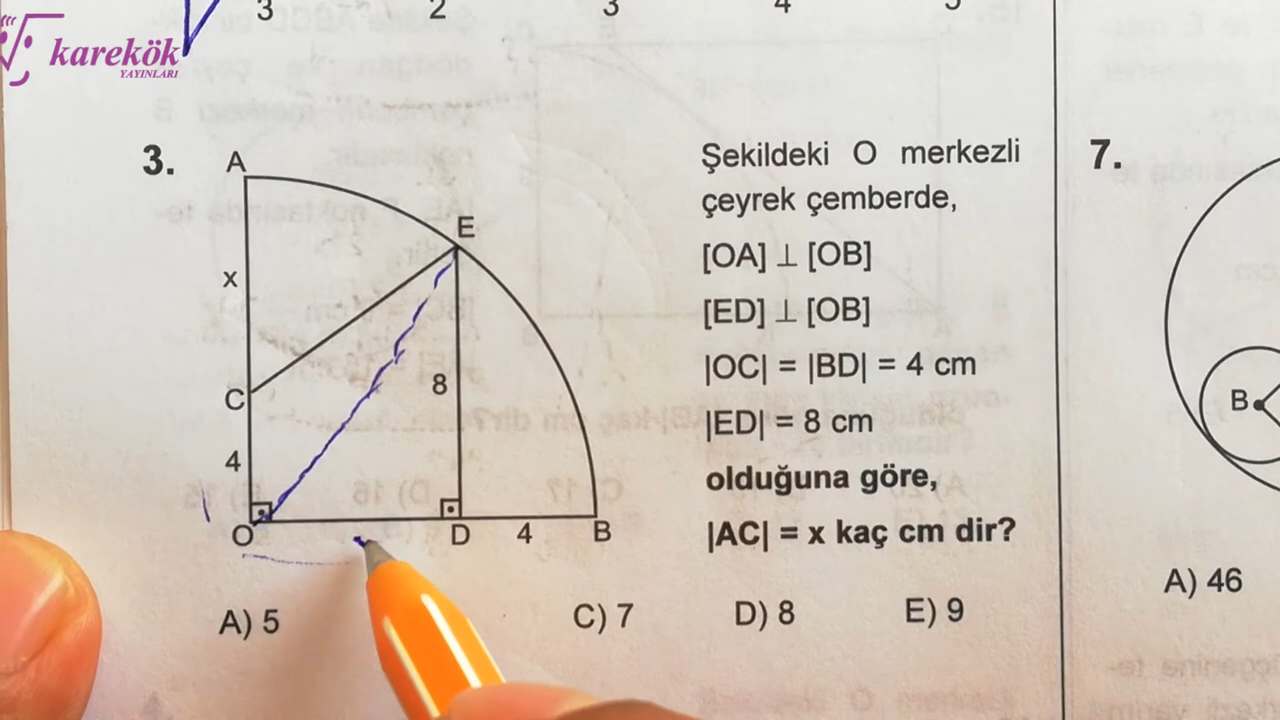 3 2 3 4
karekök
YAYINLARI
3.
A
E
x
C
8
4
O
D
4
B
Şekildeki O merkezli
çeyrek çemberde,
[OA] ⊥ [OB]
[ED] ⊥ [OB]
|OC| = |BD| = 4 cm
|ED| = 8 cm
olduğuna göre,
|AC| = x kaç cm dir?
A) 5 C) 7 D) 8 E) 9
7.
B
A) 46